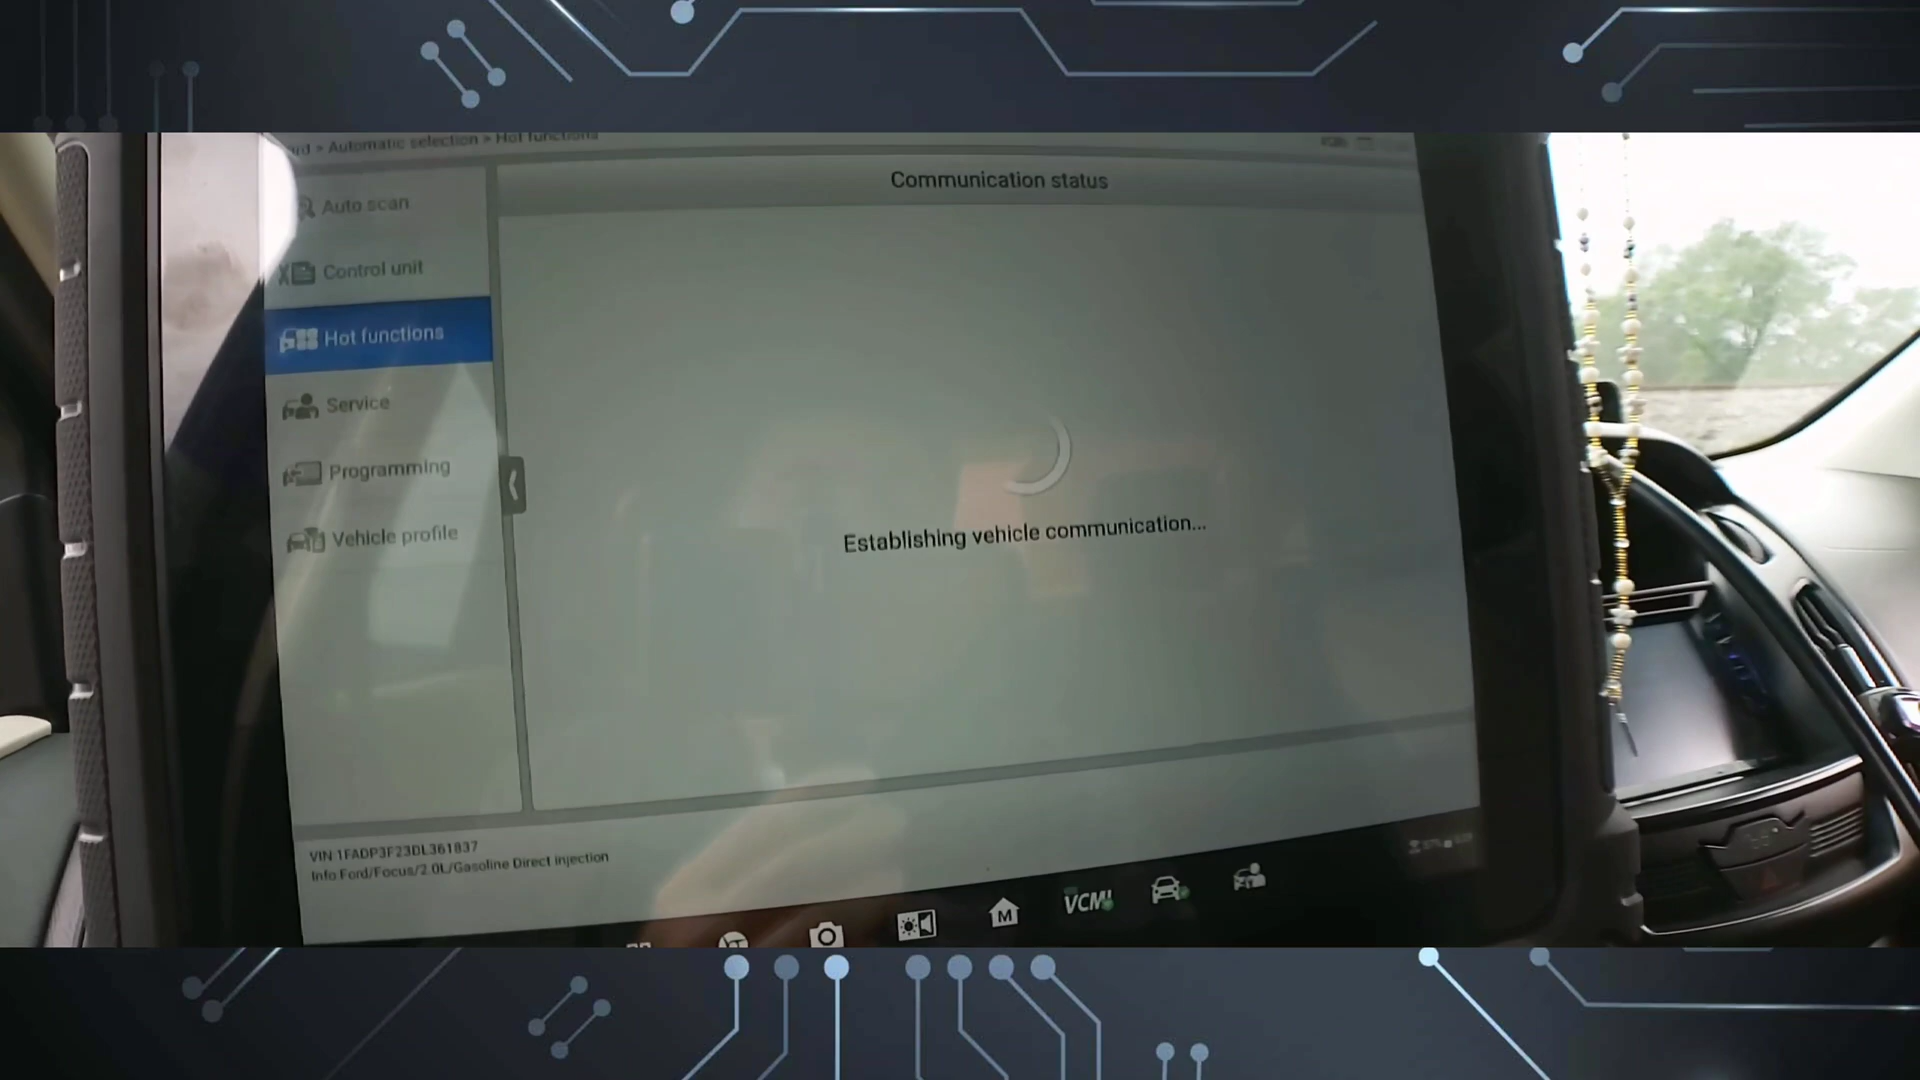 > Automatic selection > Hot functions
Communication status
Auto scan
Control unit
Hot functions
Service
Programming
Vehicle profile
Establishing vehicle communication...
VIN 1FADP3F23DL361837
Info Ford/Focus/2.0L/Gasoline Direct injection
M
VCMI